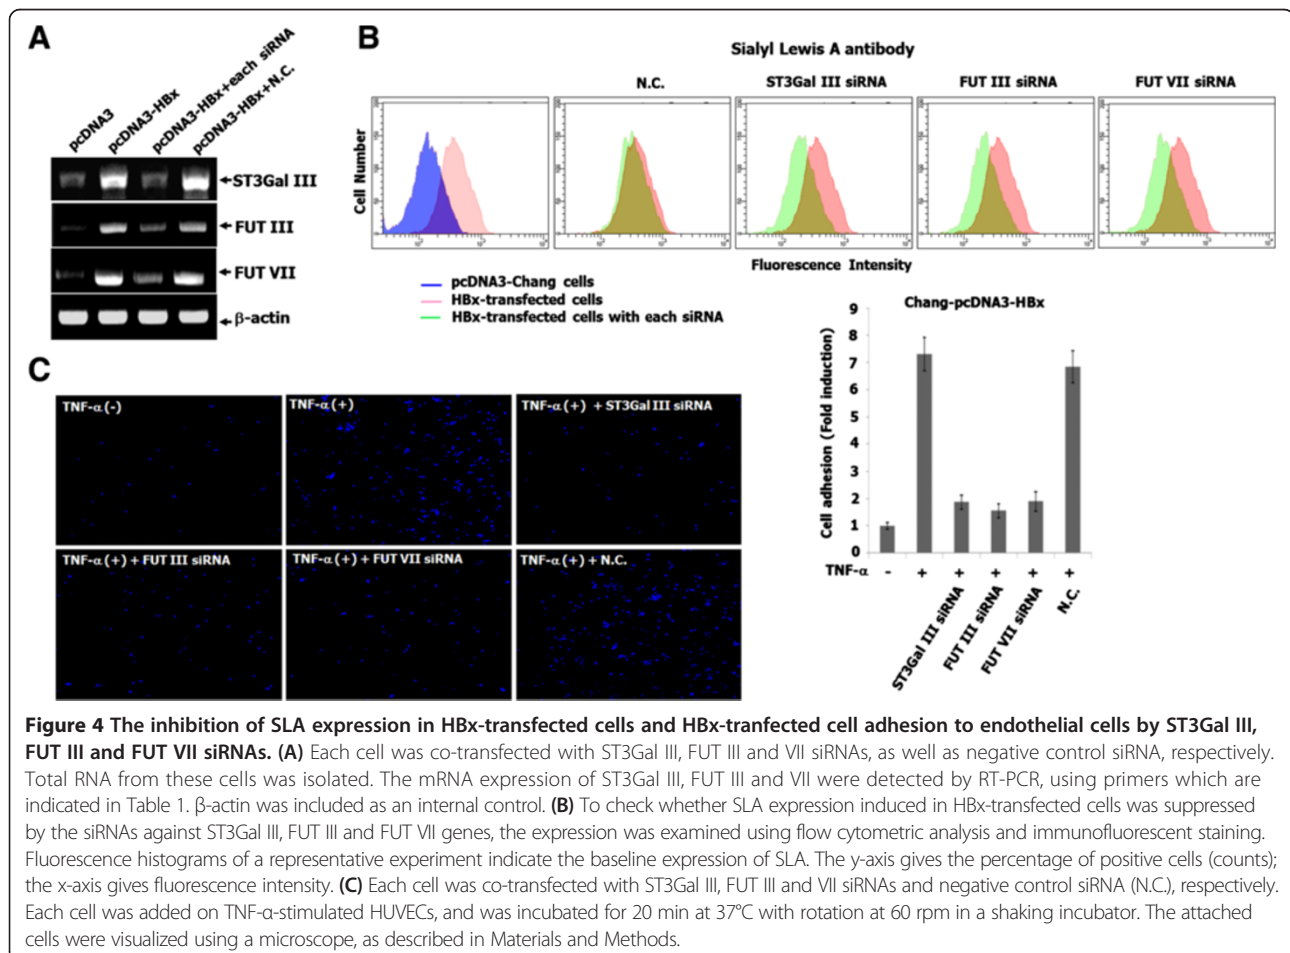 A
pcDNA3
pcDNA3-HBx
pcDNA3-HBx+each siRNA
pcDNA3-HBx+N.C.
ST3Gal III
FUT III
FUT VII
β-actin
B
Sialyl Lewis A antibody
N.C.
ST3Gal III siRNA
FUT III siRNA
FUT VII siRNA
Cell Number
Fluorescence Intensity
pcDNA3-Chang cells
HBx-transfected cells
HBx-transfected cells with each siRNA
C
TNF-α (-)
TNF-α (+)
TNF-α (+) + ST3Gal III siRNA
TNF-α (+) + FUT III siRNA
TNF-α (+) + FUT VII siRNA
TNF-α (+) + N.C.
Chang-pcDNA3-HBx
Cell adhesion (Fold induction)
9
8
7
6
5
4
3
2
1
0
TNF-α - + + + + +
ST3Gal III siRNA
FUT III siRNA
FUT VII siRNA
N.C.
Figure 4 The inhibition of SLA expression in HBx-transfected cells and HBx-tranfected cell adhesion to endothelial cells by ST3Gal III,
FUT III and FUT VII siRNAs. (A) Each cell was co-transfected with ST3Gal III, FUT III and VII siRNAs, as well as negative control siRNA, respectively.
Total RNA from these cells was isolated. The mRNA expression of ST3Gal III, FUT III and VII were detected by RT-PCR, using primers which are
indicated in Table 1. β-actin was included as an internal control. (B) To check whether SLA expression induced in HBx-transfected cells was suppressed
by the siRNAs against ST3Gal III, FUT III and FUT VII genes, the expression was examined using flow cytometric analysis and immunofluorescent staining.
Fluorescence histograms of a representative experiment indicate the baseline expression of SLA. The y-axis gives the percentage of positive cells (counts);
the x-axis gives fluorescence intensity. (C) Each cell was co-transfected with ST3Gal III, FUT III and VII siRNAs and negative control siRNA (N.C.), respectively.
Each cell was added on TNF-α-stimulated HUVECs, and was incubated for 20 min at 37°C with rotation at 60 rpm in a shaking incubator. The attached
cells were visualized using a microscope, as described in Materials and Methods.